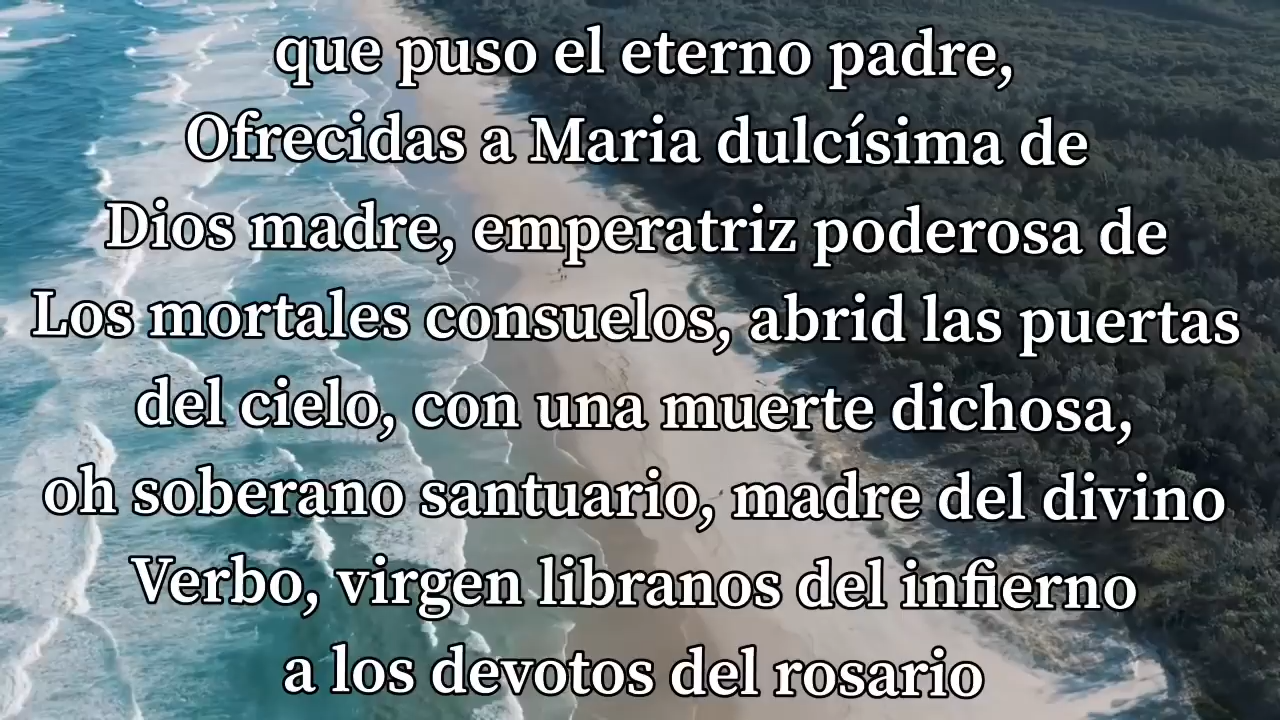 que puso el eterno padre,
Ofrecidas a Maria dulcísima de
Dios madre, emperatriz poderosa de
Los mortales consuelos, abrid las puertas
del cielo, con una muerte dichosa,
oh soberano santuario, madre del divino
Verbo, virgen libranos del infierno
a los devotos del rosario